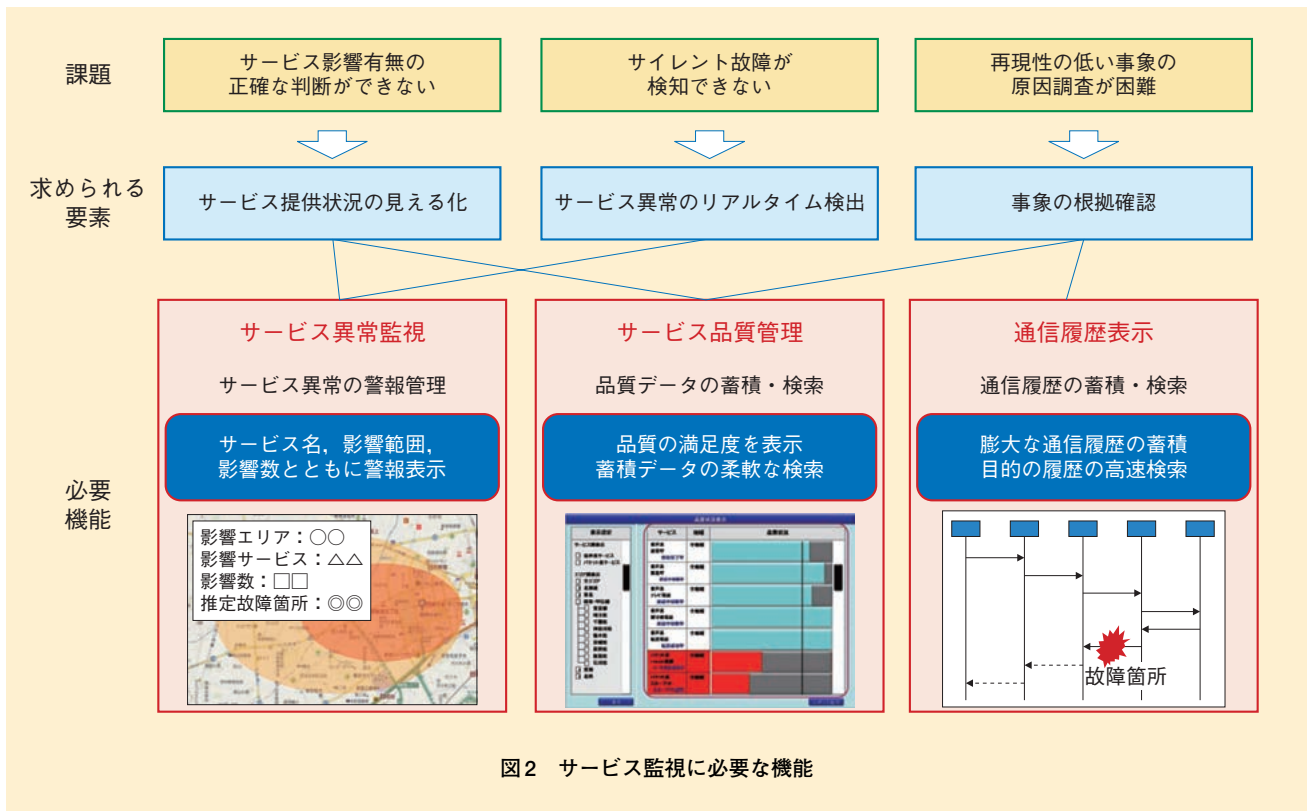 課題
サービス影響有無の
正確な判断ができない
サイレント故障が
検知できない
再現性の低い事象の
原因調査が困難
求められる
要素
サービス提供状況の見える化
サービス異常のリアルタイム検出
事象の根拠確認
必要
機能
サービス異常監視
サービス異常の警報管理
サービス名，影響範囲，
影響数とともに警報表示
影響エリア：○○
影響サービス：△△
影響数：□□
推定故障箇所：◎◎
サービス品質管理
品質データの蓄積・検索
品質の満足度を表示
蓄積データの柔軟な検索
サービス
通信履歴表示
通信履歴の蓄積・検索
膨大な通信履歴の蓄積
目的の履歴の高速検索
故障箇所
図2　サービス監視に必要な機能